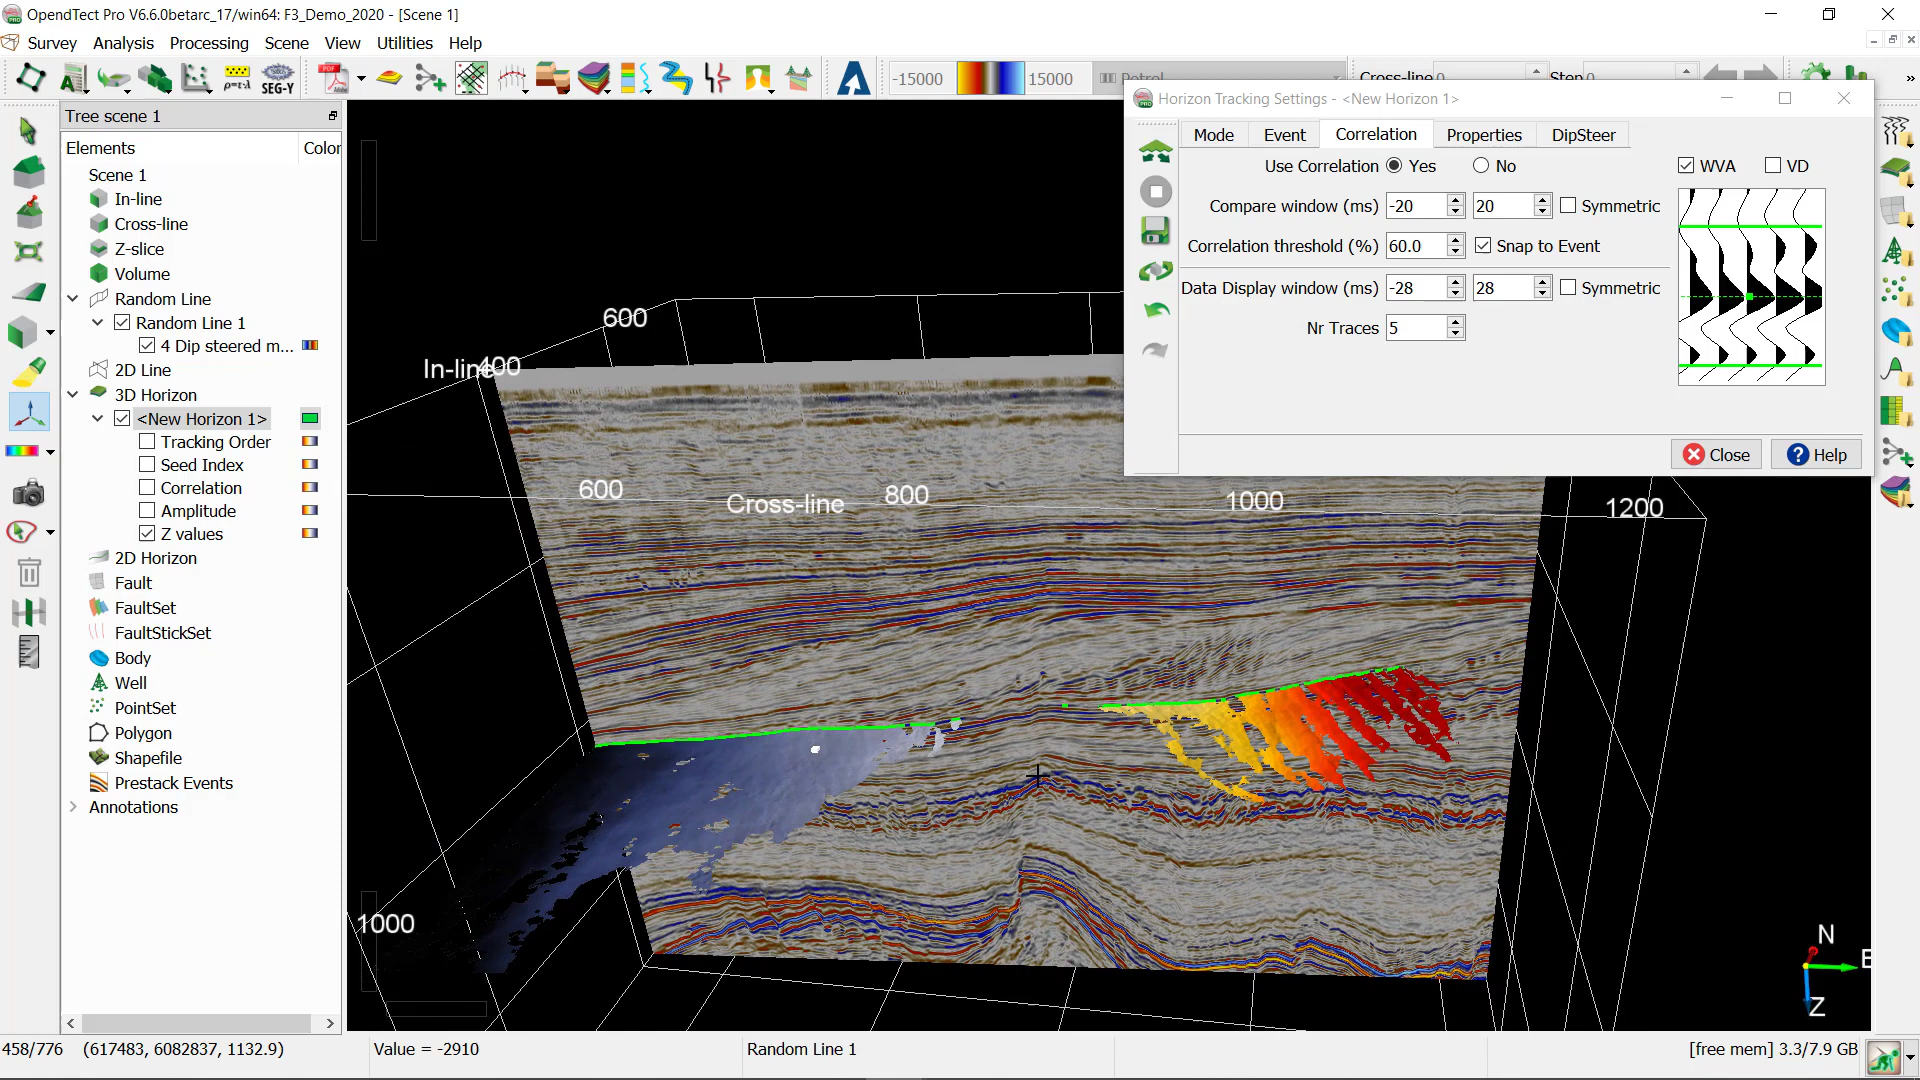 OpendTect Pro V6.6.0betarc_17/win64: F3_Demo_2020 - [Scene 1]
Survey Analysis Processing Scene View Utilities Help
PDF
Adobe
ρ=τ·λ
SEG-Y
-15000 15000
Cross-line 0 Step 0
Tree scene 1
Elements Color
Scene 1
In-line
Cross-line
Z-slice
Volume
Random Line
Random Line 1
4 Dip steered m...
2D Line
3D Horizon
<New Horizon 1>
Tracking Order
Seed Index
Correlation
Amplitude
Z values
2D Horizon
Fault
FaultSet
FaultStickSet
Body
Well
PointSet
Polygon
Shapefile
Prestack Events
Annotations
Horizon Tracking Settings - <New Horizon 1>
Mode Event Correlation Properties DipSteer
Use Correlation Yes No WVA VD
Compare window (ms) -20 20 Symmetric
Correlation threshold (%) 60.0 Snap to Event
Data Display window (ms) -28 28 Symmetric
Nr Traces 5
Close Help
600
In-line 400
600 Cross-line 800 1000 1200
1000
N
E
Z
458/776 (617483, 6082837, 1132.9) Value = -2910 Random Line 1 [free mem] 3.3/7.9 GB